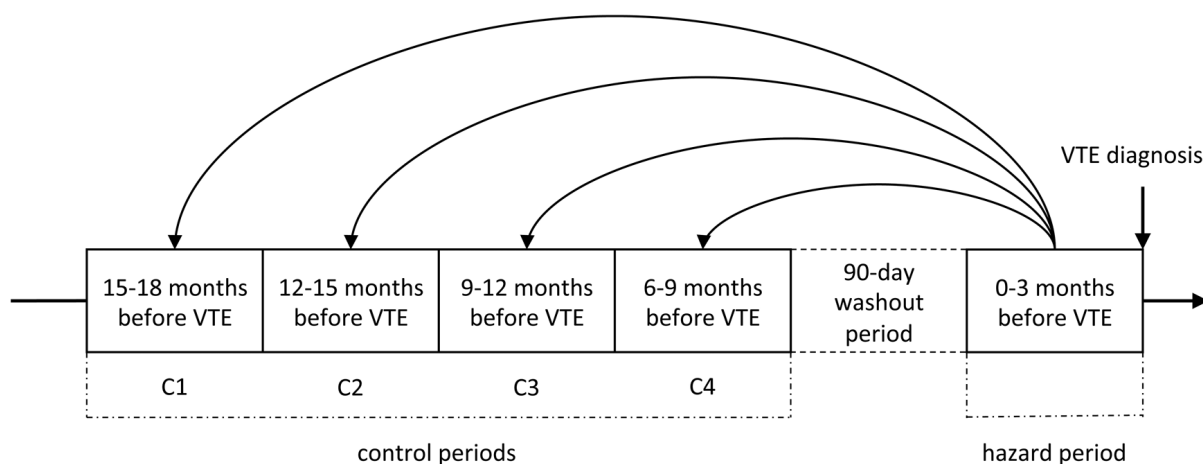 VTE diagnosis
15-18 months
before VTE
12-15 months
before VTE
9-12 months
before VTE
6-9 months
before VTE
90-day
washout
period
0-3 months
before VTE
C1
C2
C3
C4
control periods
hazard period